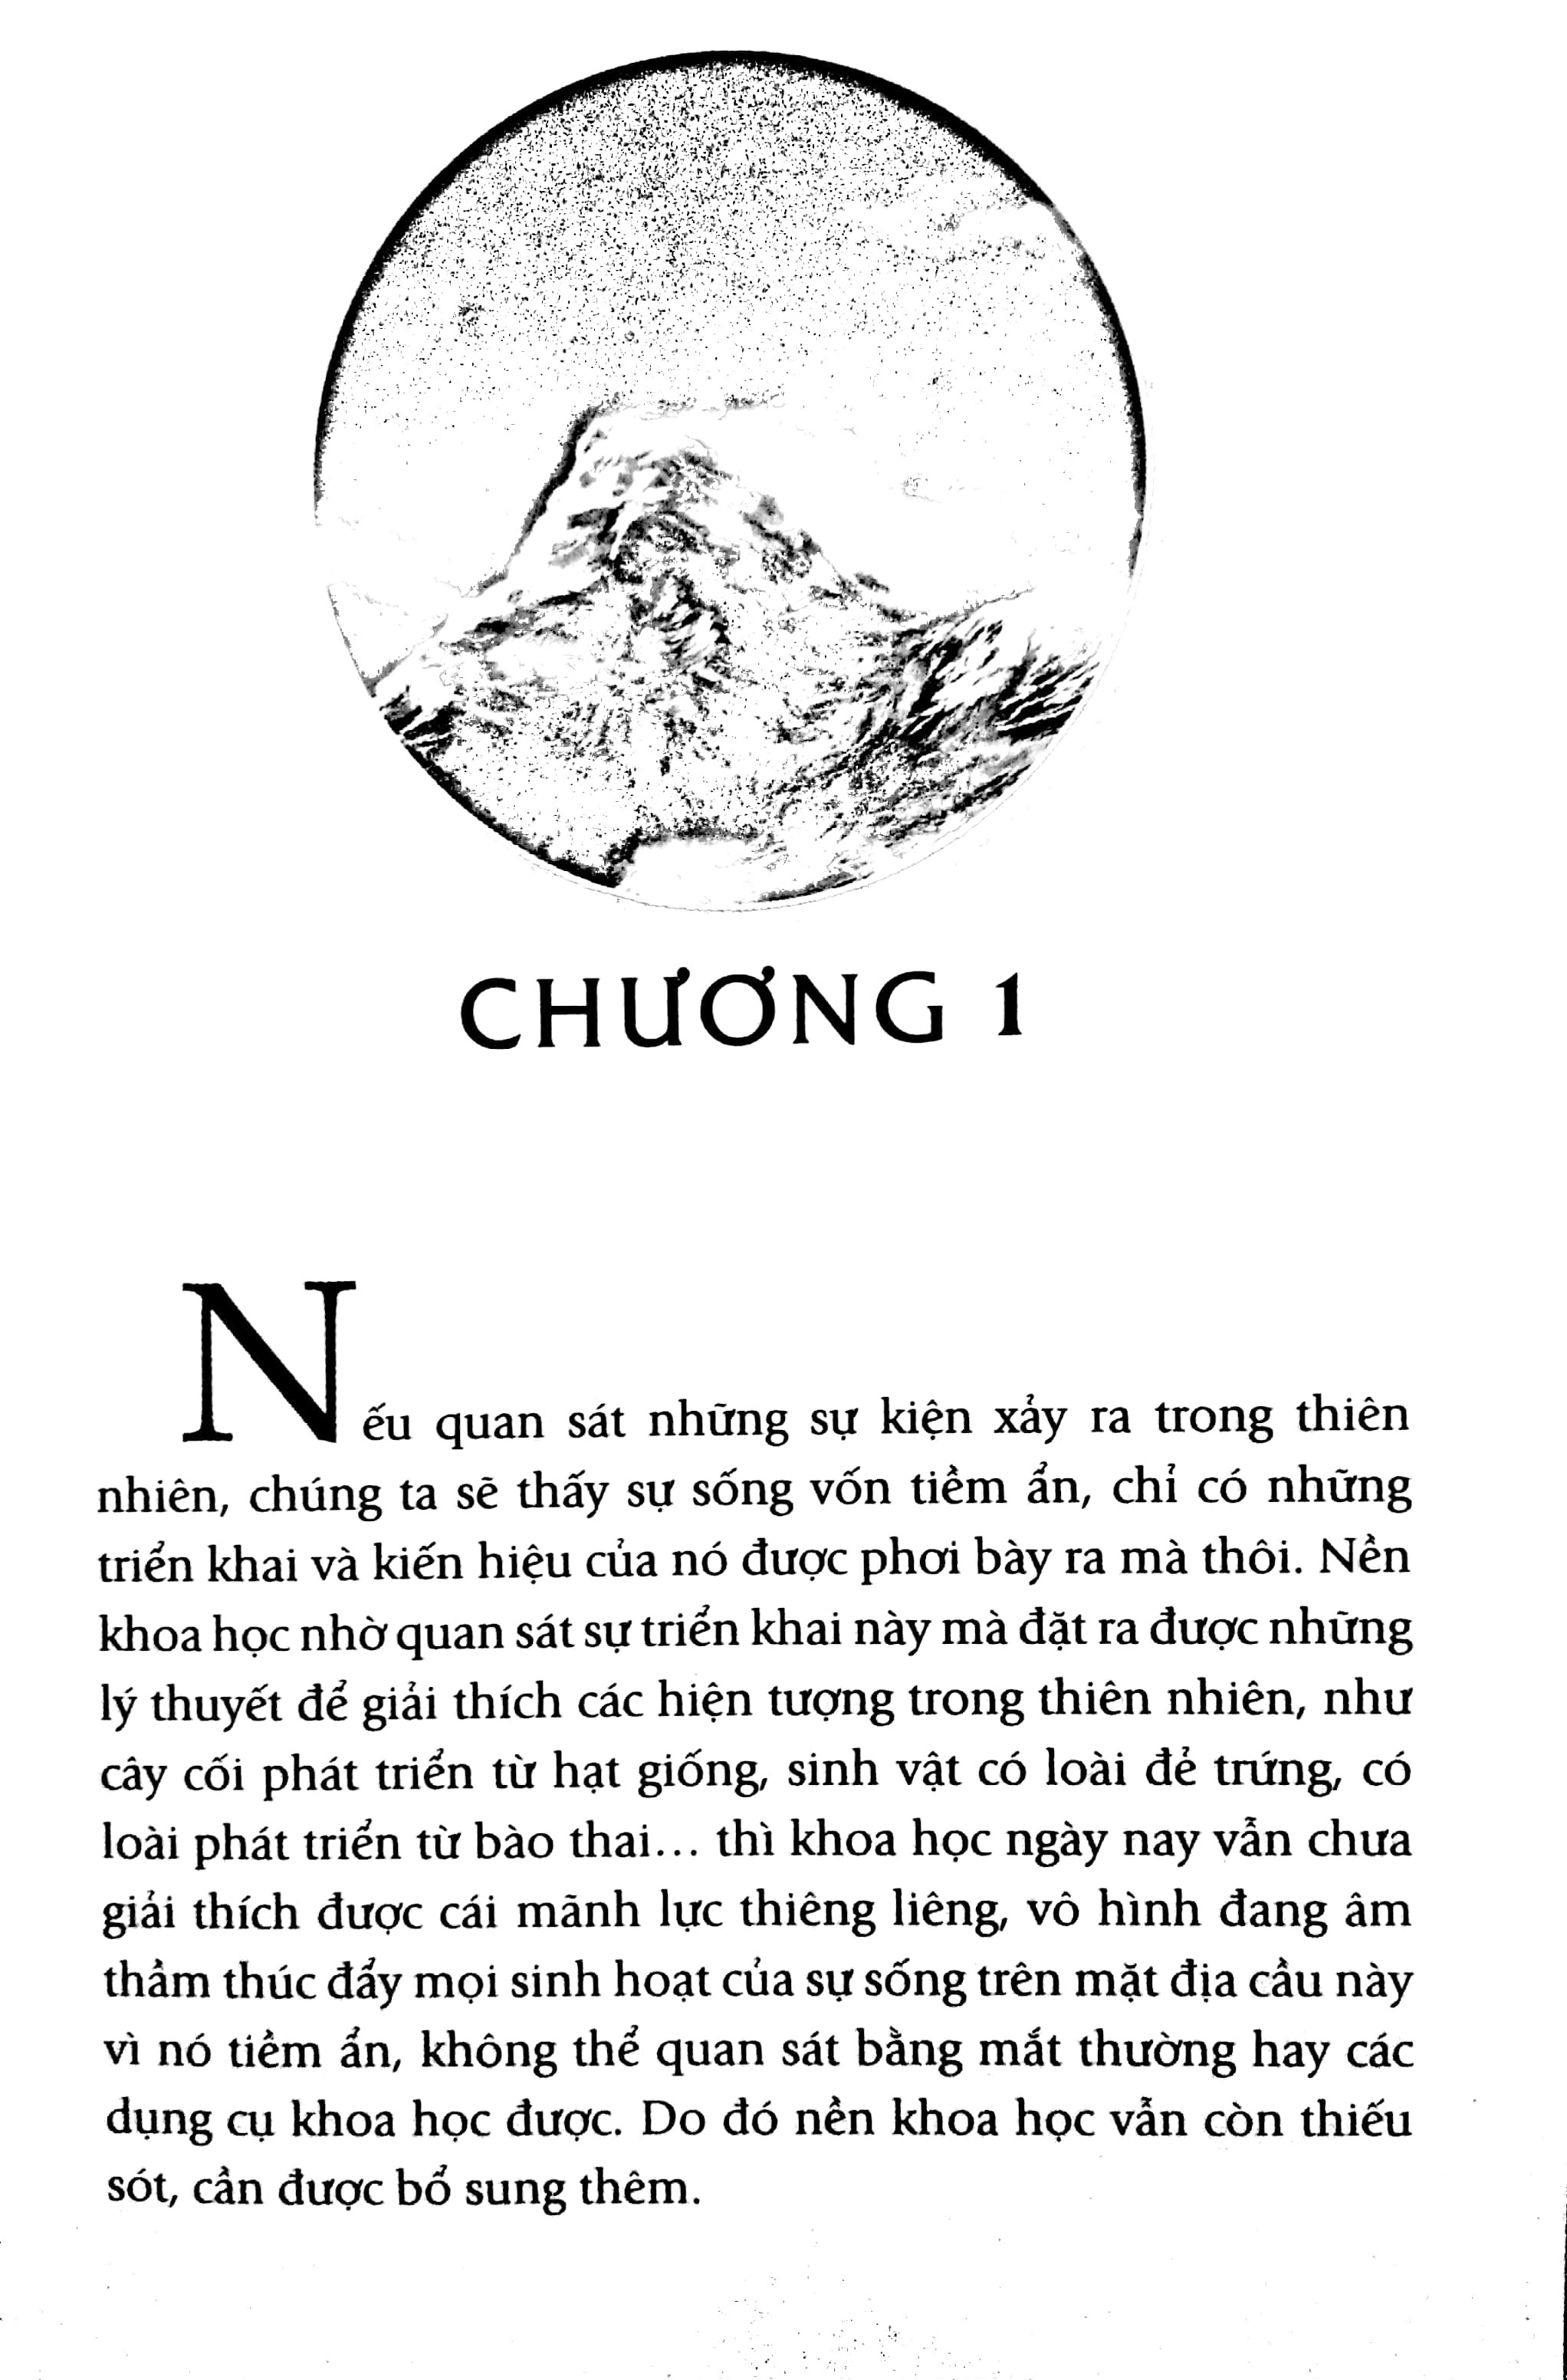 CHƯƠNG 1
Nếu quan sát những sự kiện xảy ra trong thiên
nhiên, chúng ta sẽ thấy sự sống vốn tiềm ẩn, chỉ có những
triển khai và kiến hiệu của nó được phơi bày ra mà thôi. Nền
khoa học nhờ quan sát sự triển khai này mà đặt ra được những
lý thuyết để giải thích các hiện tượng trong thiên nhiên, như
cây cối phát triển từ hạt giống, sinh vật có loài đẻ trứng, có
loài phát triển từ bào thai... thì khoa học ngày nay vẫn chưa
giải thích được cái mãnh lực thiêng liêng, vô hình đang âm
thầm thúc đẩy mọi sinh hoạt của sự sống trên mặt địa cầu này
vì nó tiềm ẩn, không thể quan sát bằng mắt thường hay các
dụng cụ khoa học được. Do đó nền khoa học vẫn còn thiếu
sót, cần được bổ sung thêm.